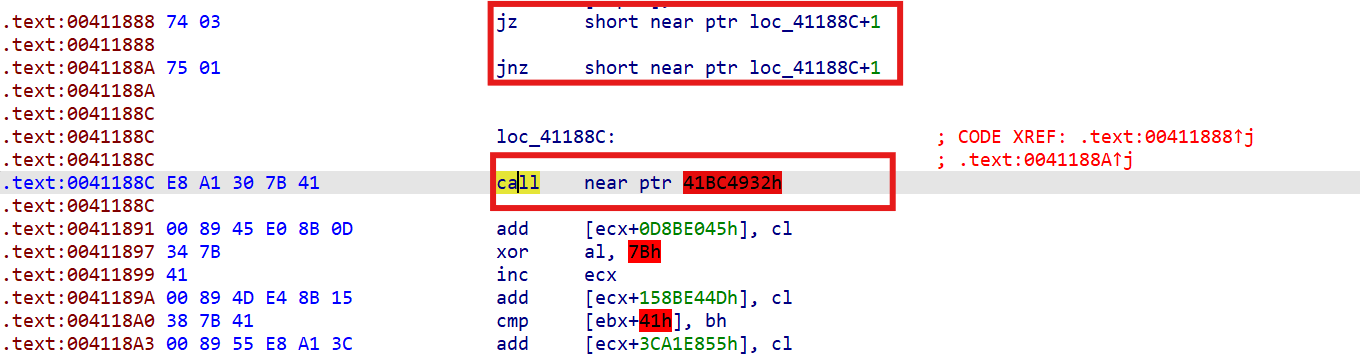 .text:00411888 74 03 jz short near ptr loc_41188C+1
.text:00411888
.text:0041188A 75 01 jnz short near ptr loc_41188C+1
.text:0041188A
.text:0041188C
.text:0041188C loc_41188C: ; CODE XREF: .text:00411888↑j
.text:0041188C ; .text:0041188A↑j
.text:0041188C E8 A1 30 7B 41 call near ptr 41BC4932h
.text:0041188C
.text:00411891 00 89 45 E0 8B 0D add [ecx+0D8BE045h], cl
.text:00411897 34 7B xor al, 7Bh
.text:00411899 41 inc ecx
.text:0041189A 00 89 4D E4 8B 15 add [ecx+158BE44Dh], cl
.text:004118A0 38 7B 41 cmp [ebx+41h], bh
.text:004118A3 00 89 55 E8 A1 3C add [ecx+3CA1E855h], cl